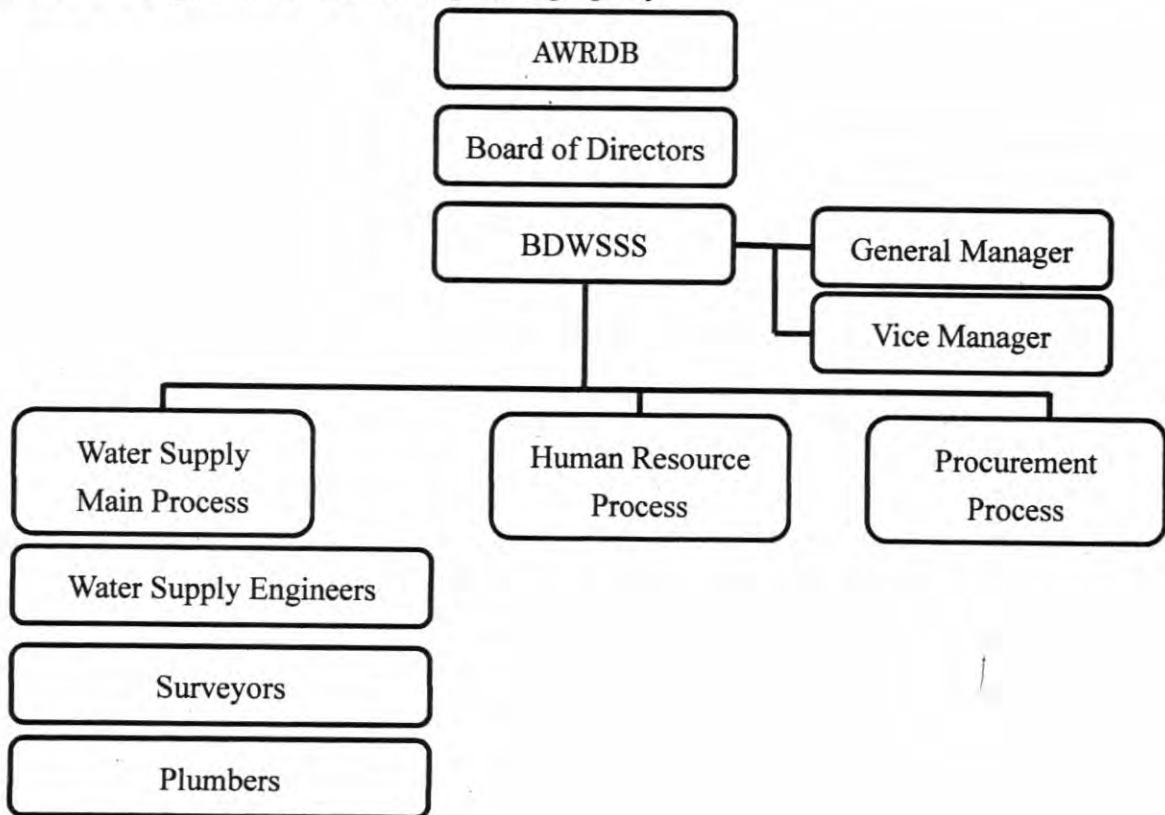 AWRDB
Board of Directors
BDWSSS
General Manager
Vice Manager
Water Supply
Main Process
Human Resource
Process
Procurement
Process
Water Supply Engineers
Surveyors
Plumbers